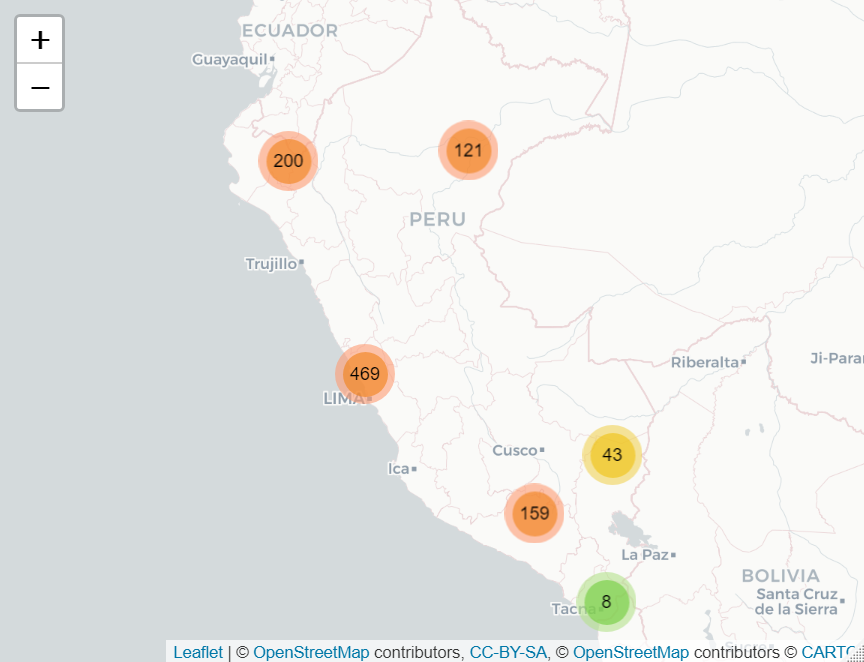 +
−
ECUADOR
Guayaquil
200
121
PERU
Trujillo
469
LIMA
Riberalta
Ji-Para
Cusco
43
Ica
159
La Paz
BOLIVIA
Santa Cruz
de la Sierra
8
Tacna
Leaflet | © OpenStreetMap contributors, CC-BY-SA, © OpenStreetMap contributors © CARTO